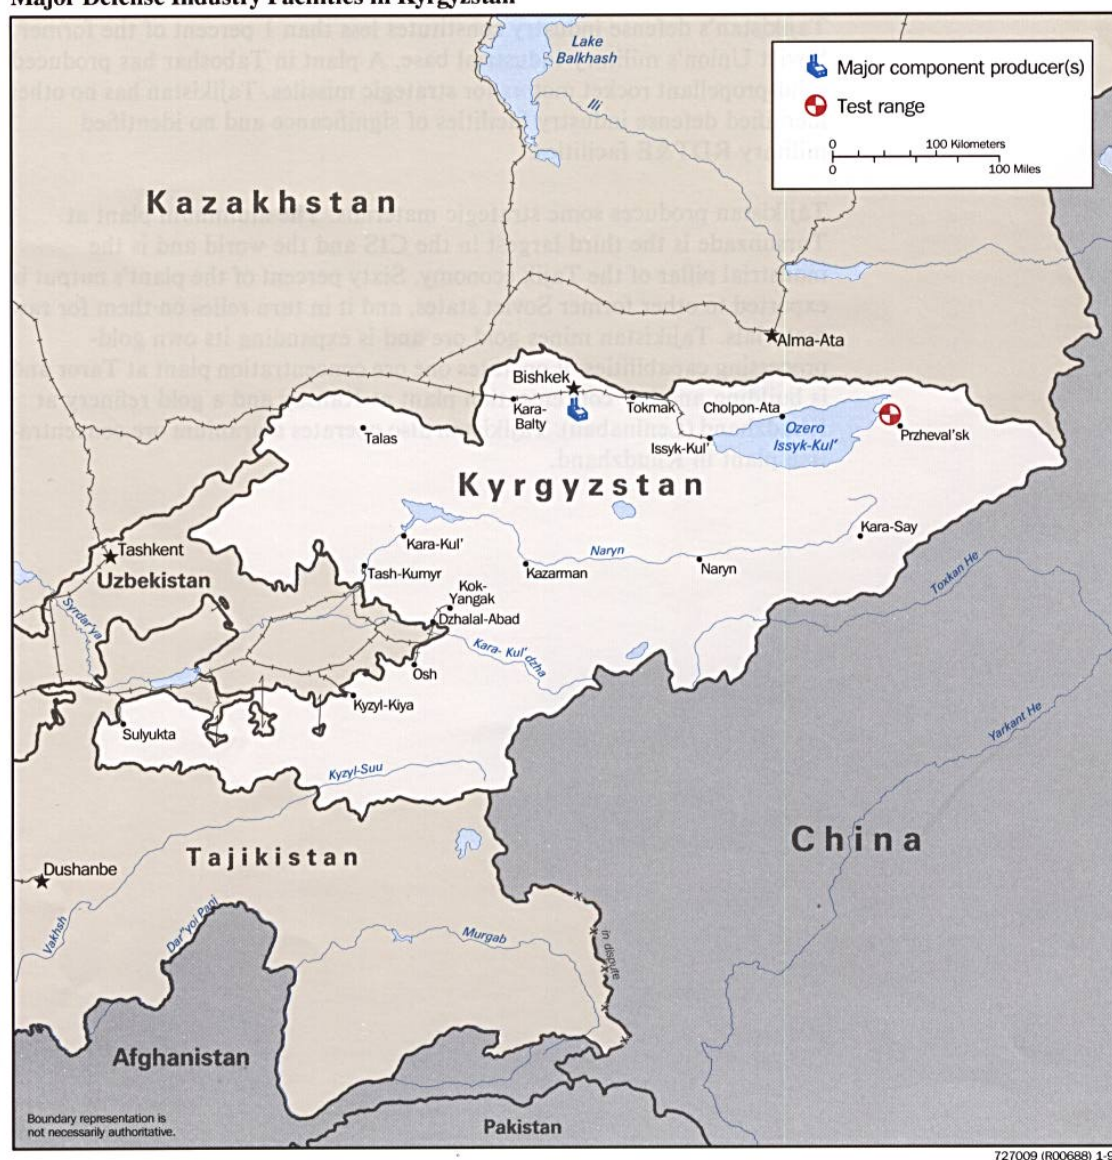 Major Defense Industry Facilities in Kyrgyzstan
Lake
Balkhash
Ili
Major component producer(s)
Test range
0 100 Kilometers
0 100 Miles
Kazakhstan
Alma-Ata
Bishkek
Kara-
Balty
Tokmak
Cholpon-Ata
Talas
Issyk-Kul'
Ozero
Issyk-Kul'
Przheval'sk
Kyrgyzstan
Kara-Say
Kara-Kul'
Naryn
Tashkent
Uzbekistan
Tash-Kumyr
Kazarman
Naryn
Toxkan He
Kok-
Yangak
Syrdar'ya
Dzhalal-Abad
Kara- Kul'dzha
Osh
Kyzyl-Kiya
Sulyukta
Yarkant He
Kyzyl-Suu
China
Tajikistan
Dushanbe
Vakhsh
Dar"yoi Panj
Murgab
in dispute
Afghanistan
Boundary representation is
not necessarily authoritative.
Pakistan